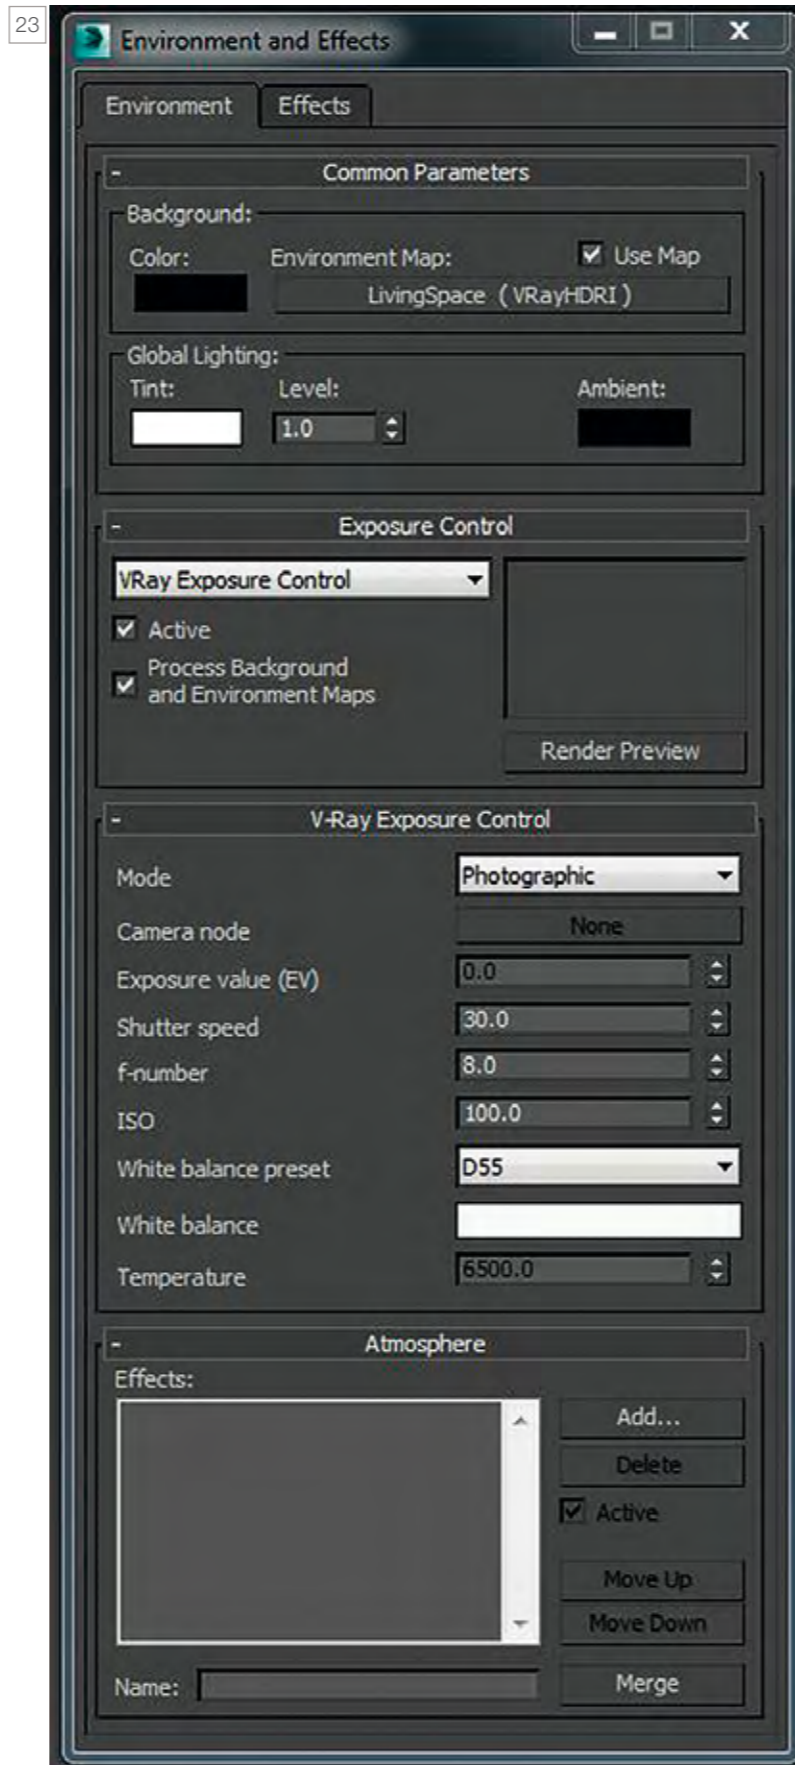 23
Environment and Effects
Environment Effects
- Common Parameters
Background:
Color: Environment Map: Use Map
LivingSpace (VRayHDRI)
Global Lighting:
Tint: Level: Ambient:
1.0
- Exposure Control
VRay Exposure Control
Active
Process Background
and Environment Maps
Render Preview
- V-Ray Exposure Control
Mode Photographic
Camera node None
Exposure value (EV) 0.0
Shutter speed 30.0
f-number 8.0
ISO 100.0
White balance preset D55
White balance
Temperature 6500.0
- Atmosphere
Effects:
Add...
Delete
Active
Move Up
Move Down
Name: Merge